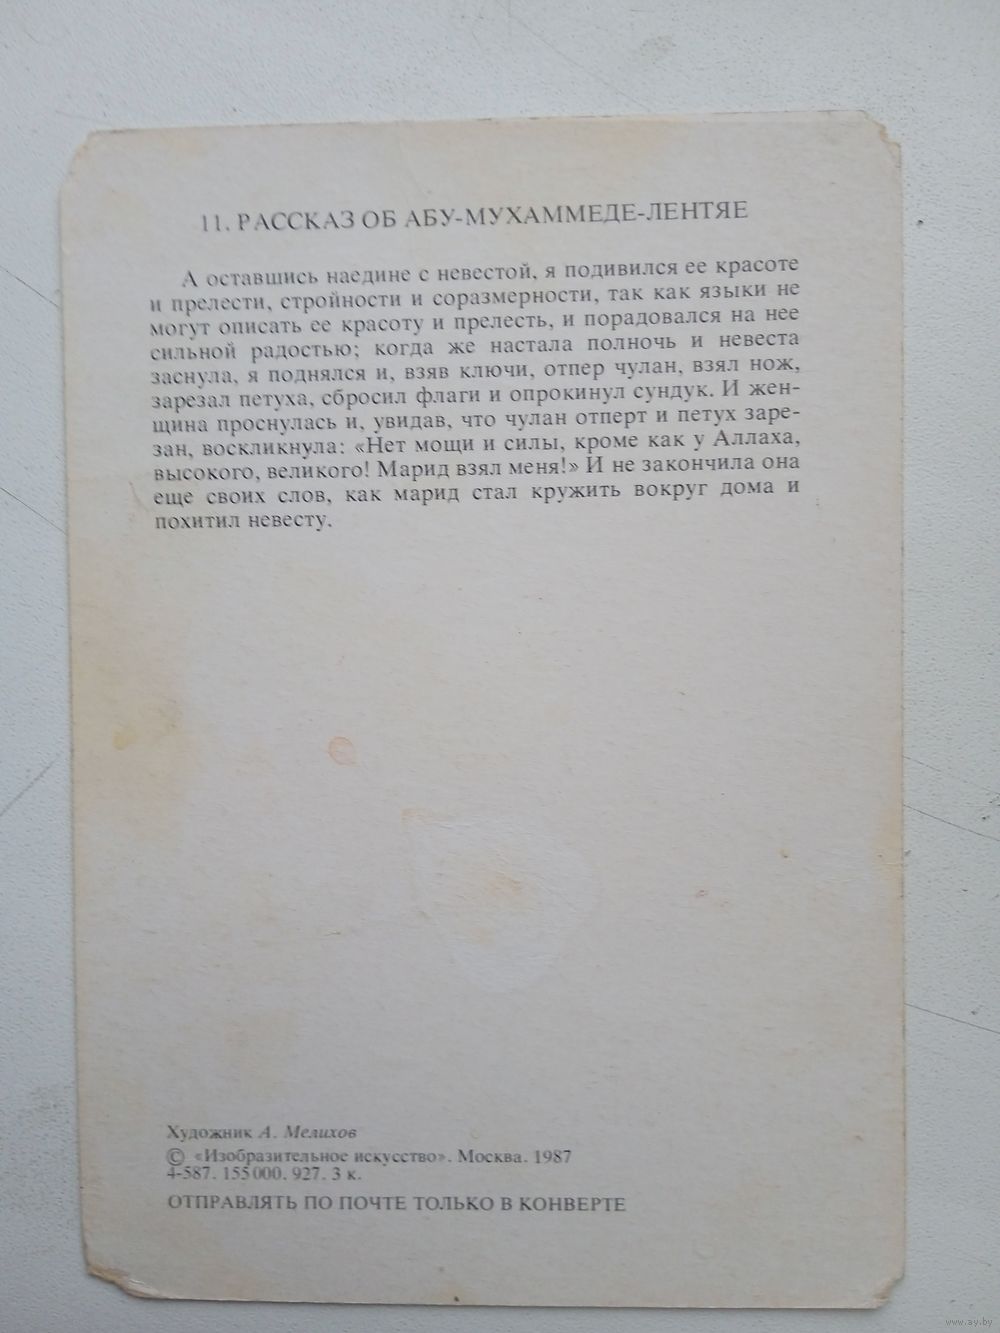 11. РАССКАЗ ОБ АБУ-МУХАММЕДЕ-ЛЕНТЯЕ
А оставшись наедине с невестой, я подивился ее красоте
и прелести, стройности и соразмерности, так как языки не
могут описать ее красоту и прелесть, и порадовался на нее
сильной радостью; когда же настала полночь и невеста
заснула, я поднялся и, взяв ключи, отпер чулан, взял нож,
зарезал петуха, сбросил флаги и опрокинул сундук. И жен-
щина проснулась и, увидав, что чулан отперт и петух заре-
зан, воскликнула: «Нет мощи и силы, кроме как у Аллаха,
высокого, великого! Марид взял меня!» И не закончила она
еще своих слов, как марид стал кружить вокруг дома и
похитил невесту.
Художник А. Мелихов
© «Изобразительное искусство». Москва. 1987
4-587. 155 000. 927. 3 к.
ОТПРАВЛЯТЬ ПО ПОЧТЕ ТОЛЬКО В КОНВЕРТЕ
www.ay.by